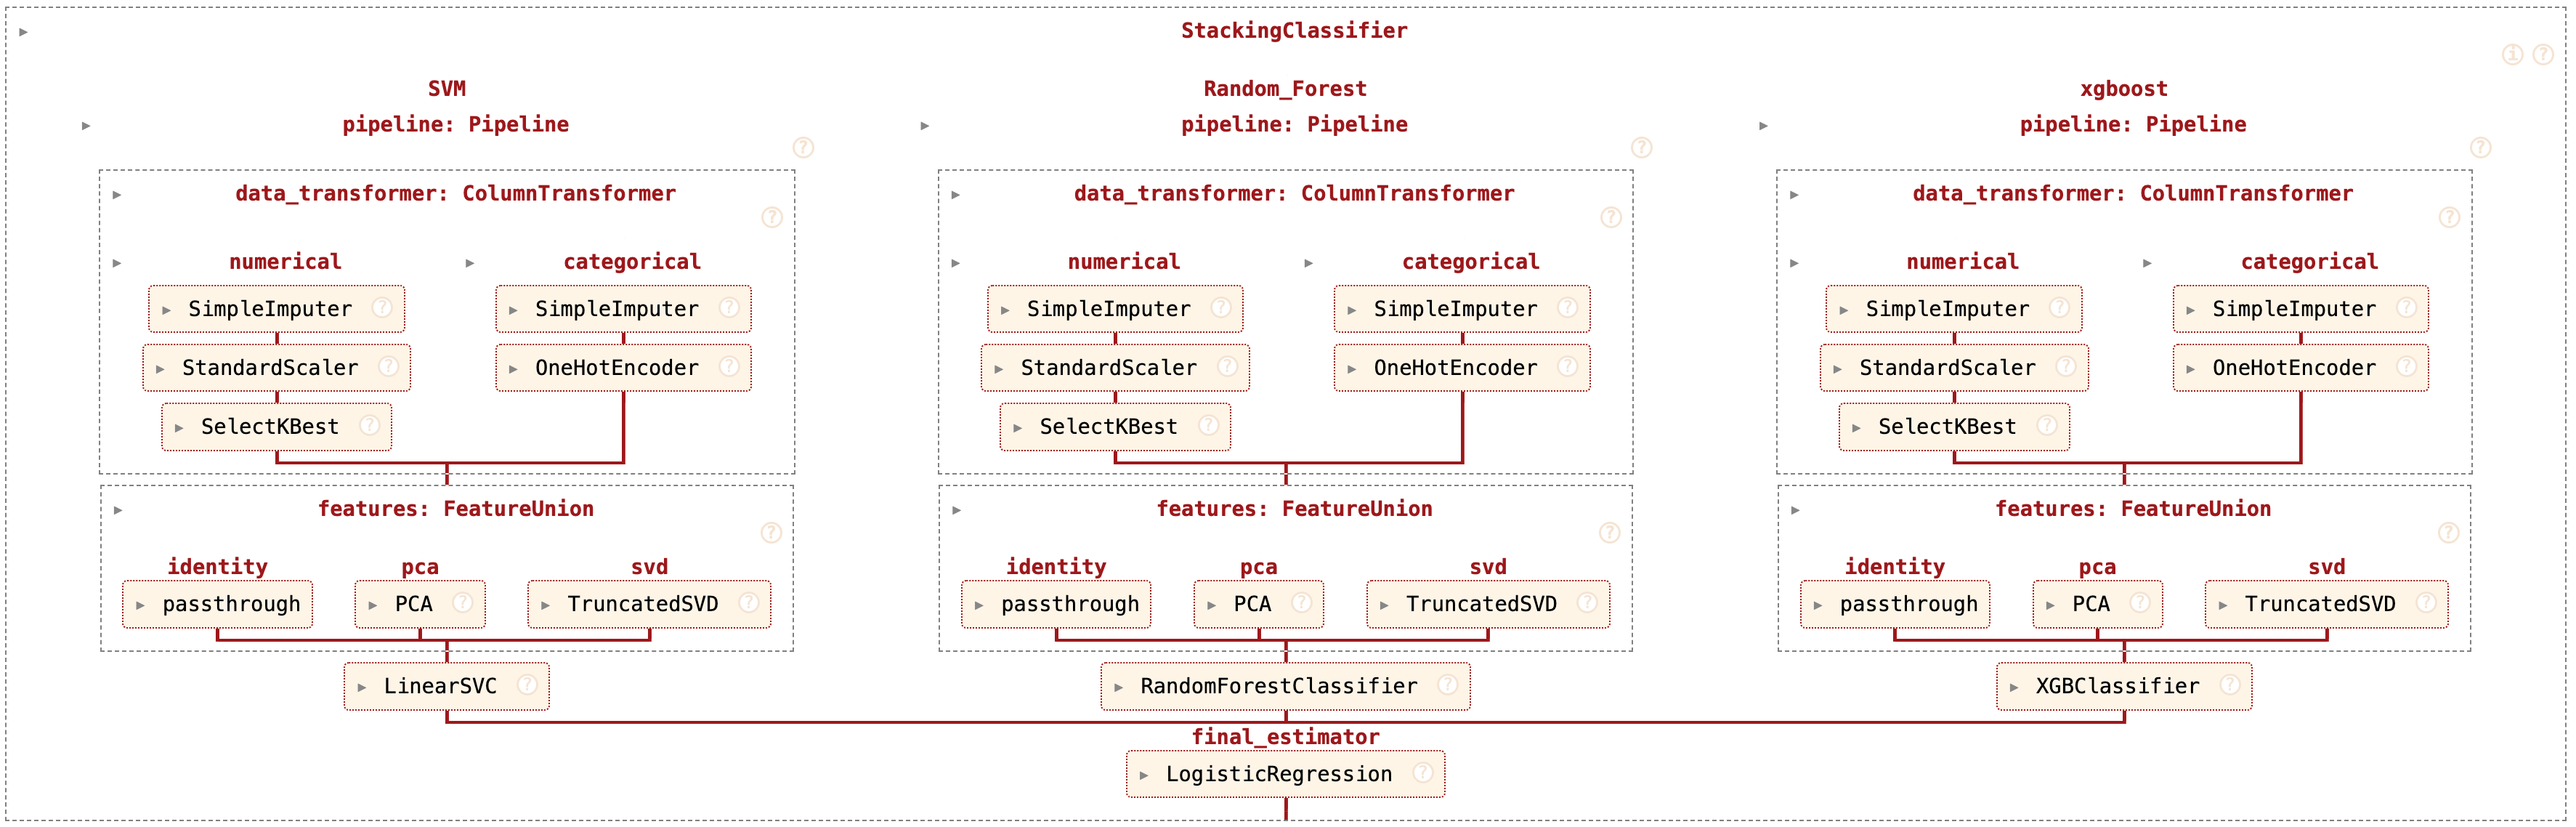 StackingClassifier
i ?
SVM Random_Forest xgboost
pipeline: Pipeline pipeline: Pipeline pipeline: Pipeline
? ? ?
data_transformer: ColumnTransformer data_transformer: ColumnTransformer data_transformer: ColumnTransformer
? ? ?
numerical categorical numerical categorical numerical categorical
SimpleImputer ? SimpleImputer ? SimpleImputer ? SimpleImputer ? SimpleImputer ? SimpleImputer ?
StandardScaler ? OneHotEncoder ? StandardScaler ? OneHotEncoder ? StandardScaler ? OneHotEncoder ?
SelectKBest ? SelectKBest ? SelectKBest ?
features: FeatureUnion features: FeatureUnion features: FeatureUnion
? ? ?
identity pca svd identity pca svd identity pca svd
passthrough PCA ? TruncatedSVD ? passthrough PCA ? TruncatedSVD ? passthrough PCA ? TruncatedSVD ?
LinearSVC ? RandomForestClassifier ? XGBClassifier ?
final_estimator
LogisticRegression ?